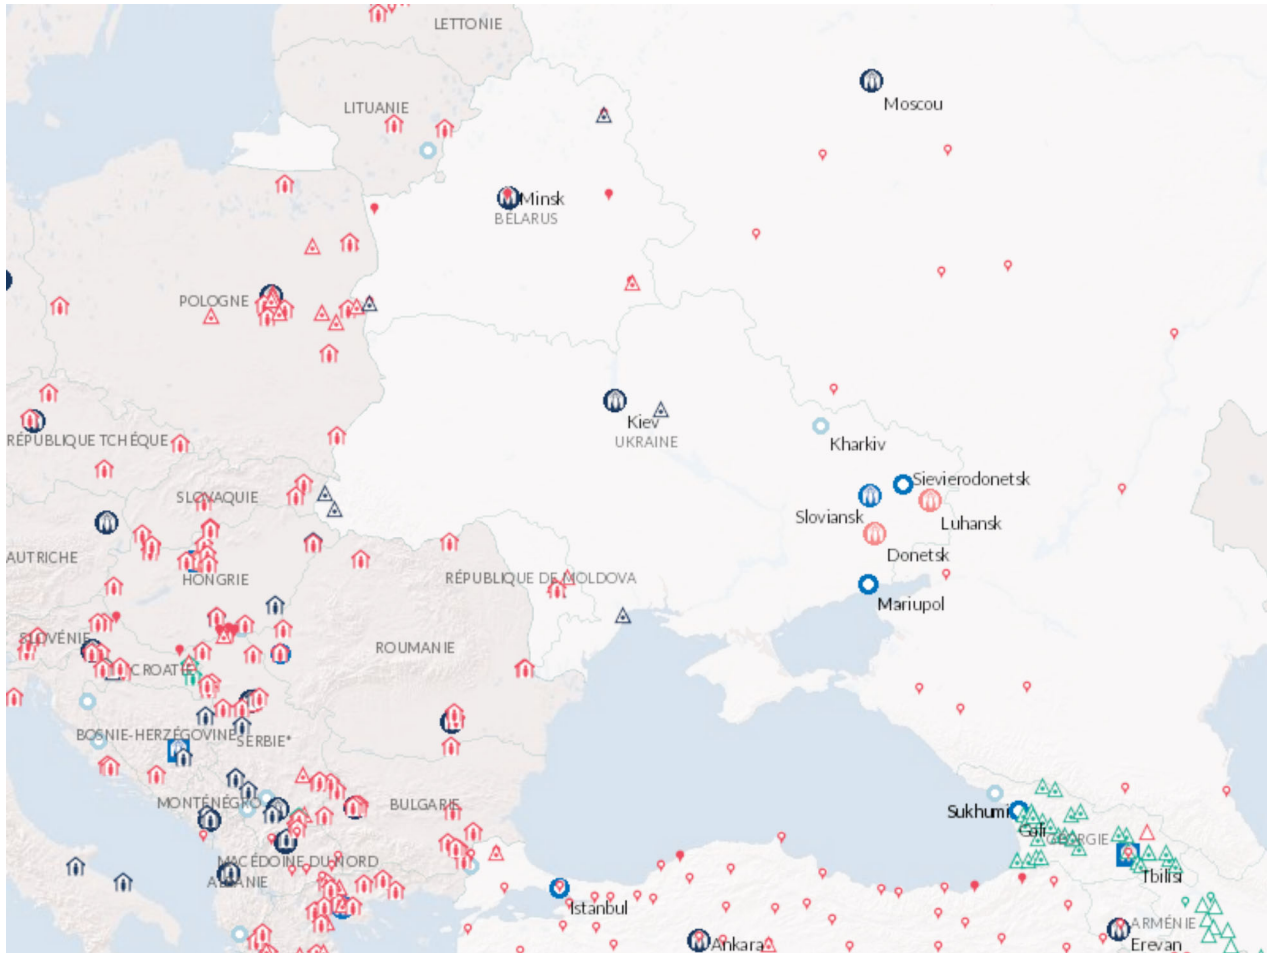 LETTONIE
LITUANIE
Moscou
Minsk
BÉLARUS
POLOGNE
Kiev
UKRAINE
Kharkiv
RÉPUBLIQUE TCHÈQUE
SLOVAQUIE
Sievierodonetsk
Sloviansk
Luhansk
AUTRICHE
Donetsk
HONGRIE
RÉPUBLIQUE DE MOLDOVA
Mariupol
SLOVÉNIE
ROUMANIE
CROATIE
BOSNIE-HERZÉGOVINE
SERBIE*
MONTÉNÉGRO
BULGARIE
Sukhumi
Gali
GÉORGIE
MACÉDOINE DU NORD
Tbilisi
ALBANIE
Istanbul
ARMÉNIE
Ankara
Erevan